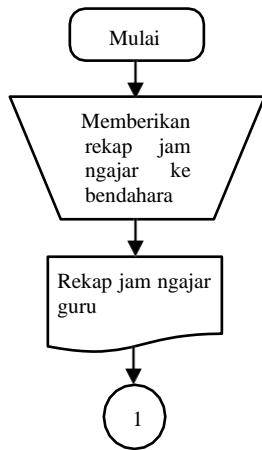 Mulai
Memberikan
rekap jam
ngajar ke
bendahara
Rekap jam ngajar
guru
1